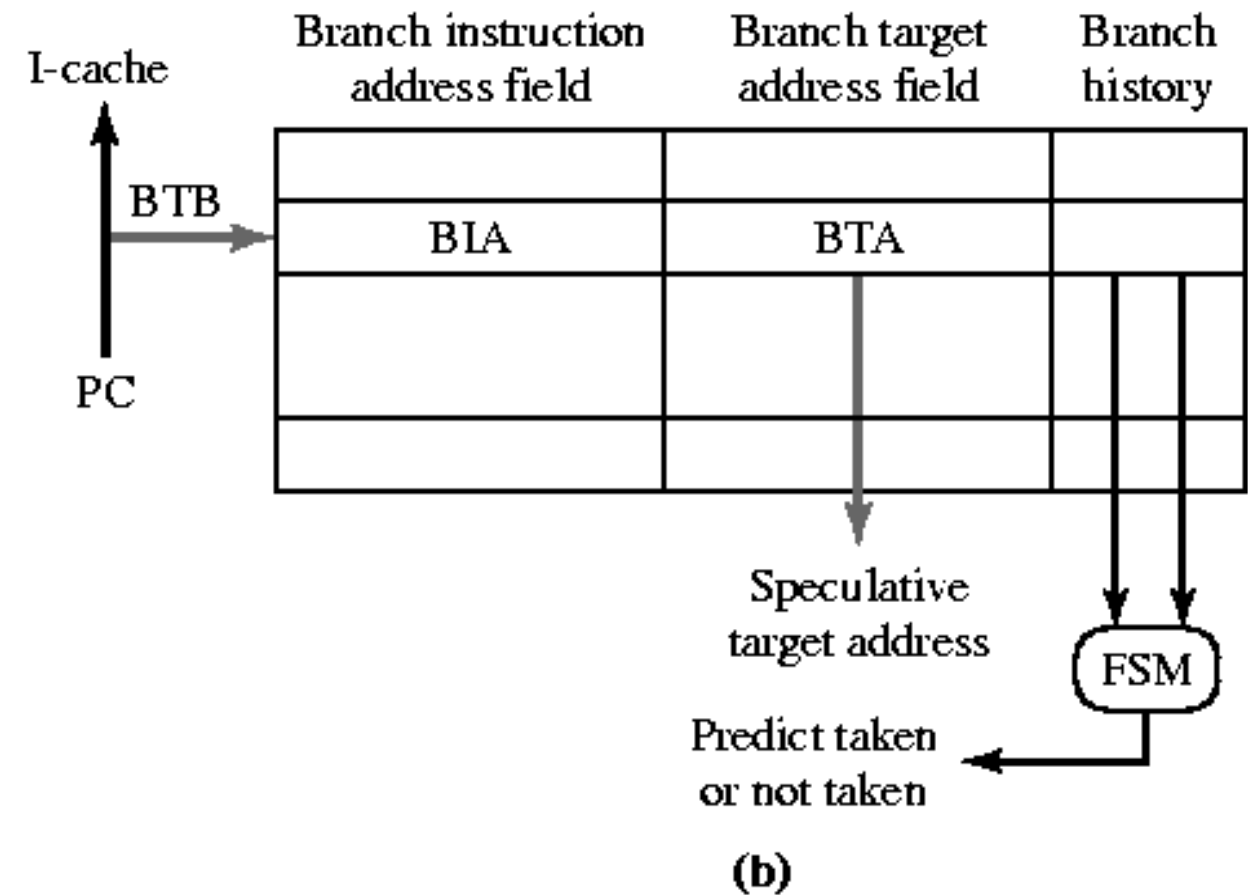 Branch instruction
address field
Branch target
address field
Branch
history
I-cache
BTB
BIA
BTA
PC
Speculative
target address
FSM
Predict taken
or not taken
(b)